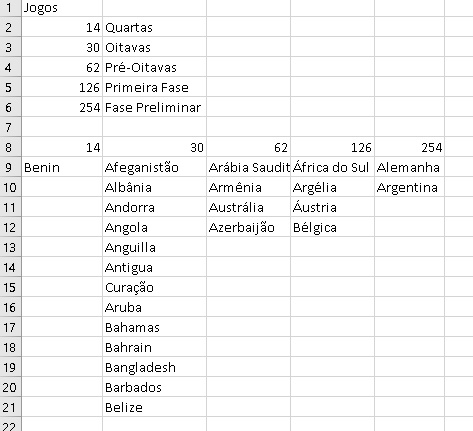 1 Jogos
2 14 Quartas
3 30 Oitavas
4 62 Pré-Oitavas
5 126 Primeira Fase
6 254 Fase Preliminar
7
8 14 30 62 126 254
9 Benin Afeganistão Arábia Saudit África do Sul Alemanha
10 Albânia Armênia Argélia Argentina
11 Andorra Austrália Áustria
12 Angola Azerbaijão Bélgica
13 Anguilla
14 Antigua
15 Curação
16 Aruba
17 Bahamas
18 Bahrain
19 Bangladesh
20 Barbados
21 Belize
22